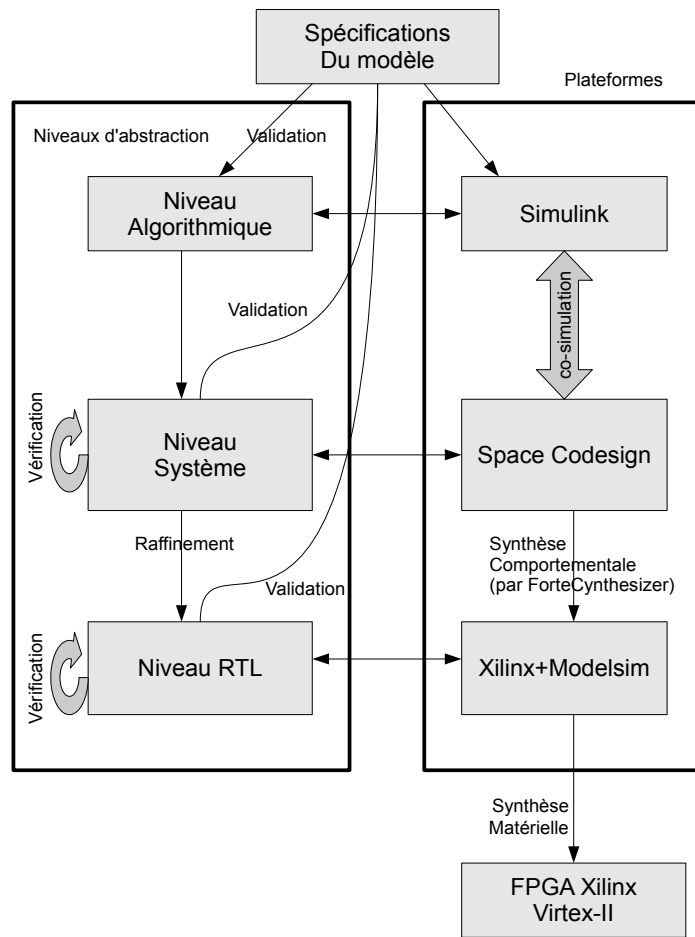 Spécifications
Du modèle
Plateformes
Niveaux d'abstraction
Validation
Niveau
Algorithmique
Simulink
Validation
co-simulation
Vérification
Niveau
Système
Space Codesign
Raffinement
Synthèse
Comportementale
(par ForteCynthesizer)
Validation
Vérification
Niveau RTL
Xilinx+Modelsim
Synthèse
Matérielle
FPGA Xilinx
Virtex-II